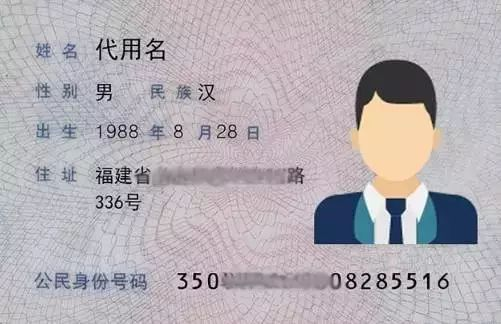 姓名 代用名
性别 男 民族 汉
出生 1988 年 8 月 28 日
住址 福建省 路
336号
公民身份号码 350 08285516